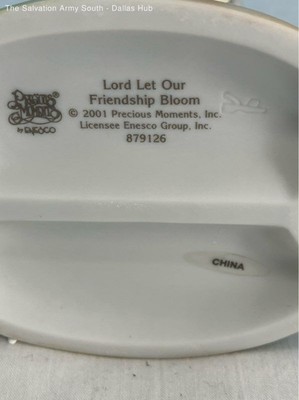 The Salvation Army South - Dallas Hub
Lord Let Our
Friendship Bloom
Precious Moments ®
by ENESCO
© 2001 Precious Moments, Inc.
Licensee Enesco Group, Inc.
879126
CHINA